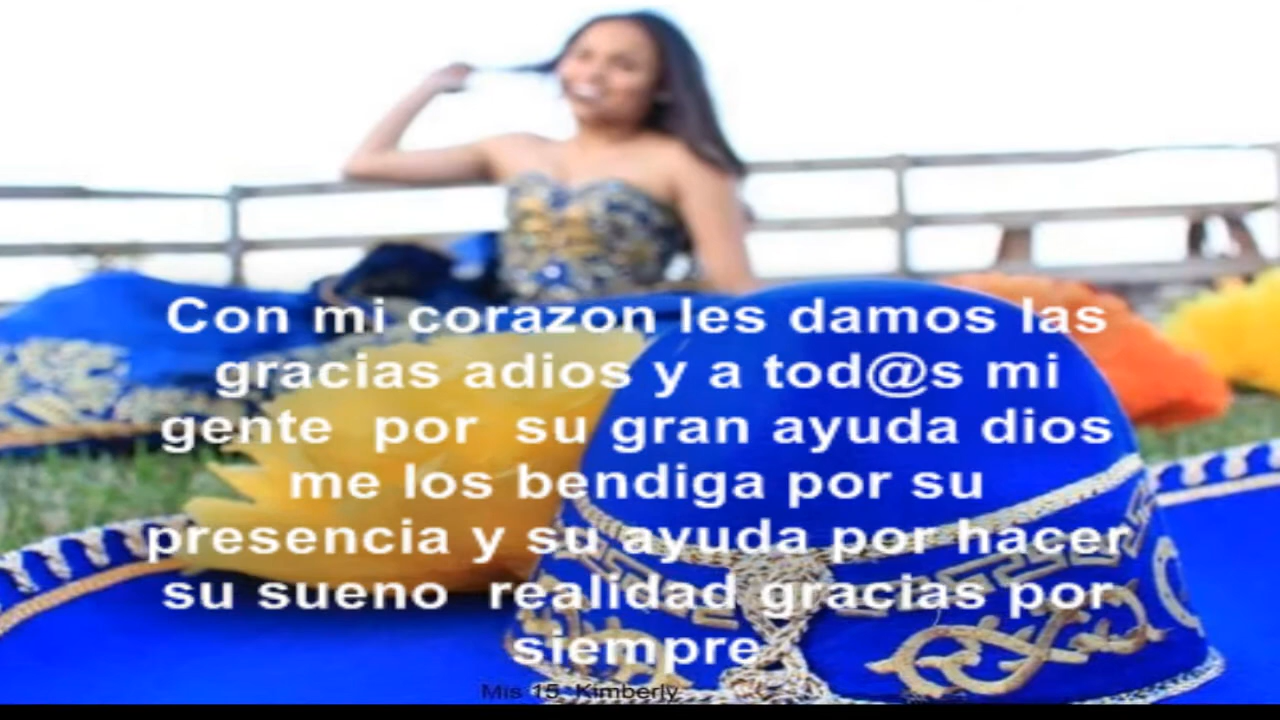 Con mi corazon les damos las
gracias adios y a tod@s mi
gente por su gran ayuda dios
me los bendiga por su
presencia y su ayuda por hacer
su sueno realidad gracias por
siempre
Mis 15 Kimberly